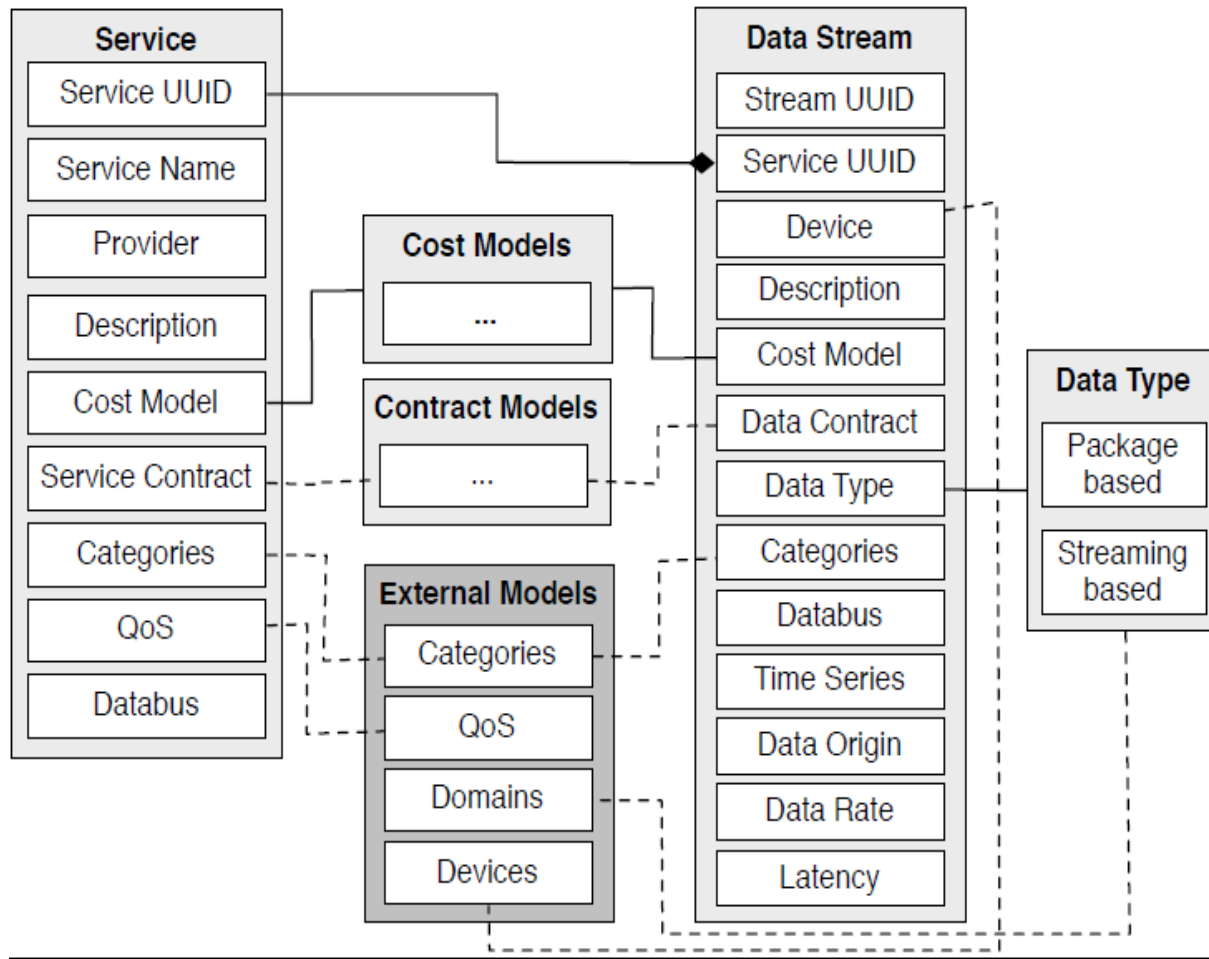 Service
Service UUID
Service Name
Provider
Description
Cost Model
Service Contract
Categories
QoS
Databus
Cost Models
...
Contract Models
...
External Models
Categories
QoS
Domains
Devices
Data Stream
Stream UUID
Service UUID
Device
Description
Cost Model
Data Contract
Data Type
Categories
Databus
Time Series
Data Origin
Data Rate
Latency
Data Type
Package
based
Streaming
based